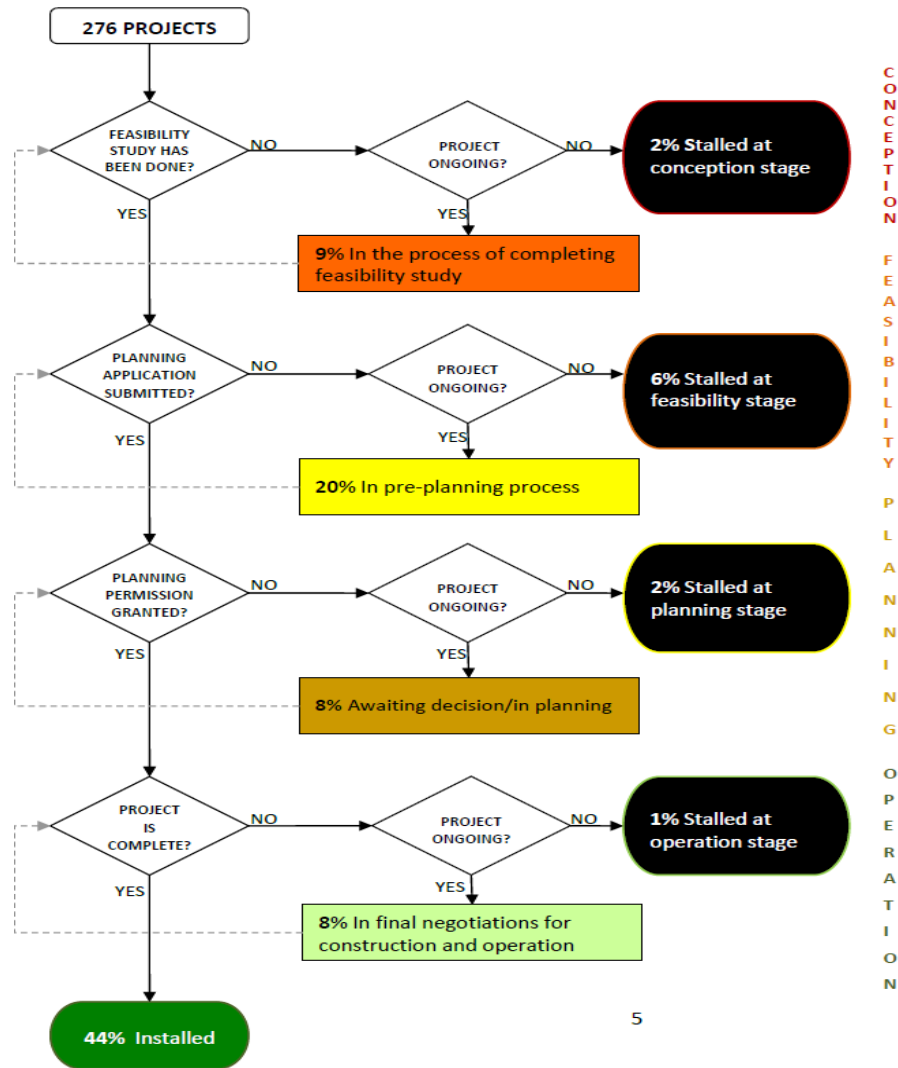 276 PROJECTS
FEASIBILITY
STUDY HAS
BEEN DONE?
NO
PROJECT
ONGOING?
NO
2% Stalled at
conception stage
YES
YES
9% In the process of completing
feasibility study
PLANNING
APPLICATION
SUBMITTED?
NO
PROJECT
ONGOING?
NO
6% Stalled at
feasibility stage
YES
YES
20% In pre-planning process
PLANNING
PERMISSION
GRANTED?
NO
PROJECT
ONGOING?
NO
2% Stalled at
planning stage
YES
YES
8% Awaiting decision/in planning
PROJECT
IS
COMPLETE?
NO
PROJECT
ONGOING?
NO
1% Stalled at
operation stage
YES
YES
8% In final negotiations for
construction and operation
44% Installed
5
CONCEPTION
FEASIBILITY
PLANNING
OPERATION